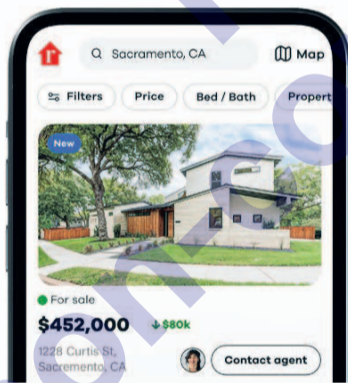 r
Sacramento, CA
Map
Filters
Price
Bed / Bath
Propert
New
For sale
$452,000
↓$80k
1228 Curtis St,
Sacremento, CA
Contact agent